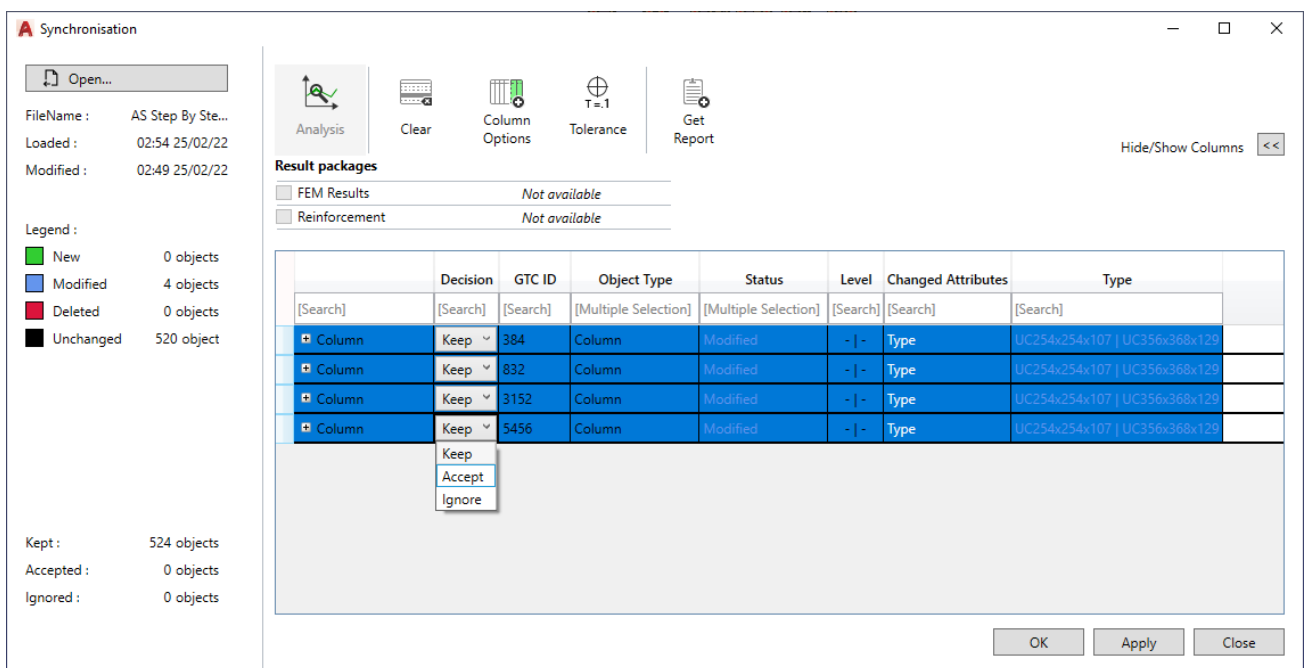 Synchronisation
Open...
FileName : AS Step By Ste...
Loaded : 02:54 25/02/22
Modified : 02:49 25/02/22
Legend :
New 0 objects
Modified 4 objects
Deleted 0 objects
Unchanged 520 object
Kept : 524 objects
Accepted : 0 objects
Ignored : 0 objects
Analysis
Clear
Column
Options
T =.1
Tolerance
Get
Report
Hide/Show Columns <<
Result packages
FEM Results Not available
Reinforcement Not available
Decision GTC ID Object Type Status Level Changed Attributes Type
[Search] [Search] [Search] [Multiple Selection] [Multiple Selection] [Search] [Search] [Search]
Column Keep 384 Column Modified - | - Type UC254x254x107 | UC356x368x129
Column Keep 832 Column Modified - | - Type UC254x254x107 | UC356x368x129
Column Keep 3152 Column Modified - | - Type UC254x254x107 | UC356x368x129
Column Keep 5456 Column Modified - | - Type UC254x254x107 | UC356x368x129
Keep
Accept
Ignore
OK Apply Close